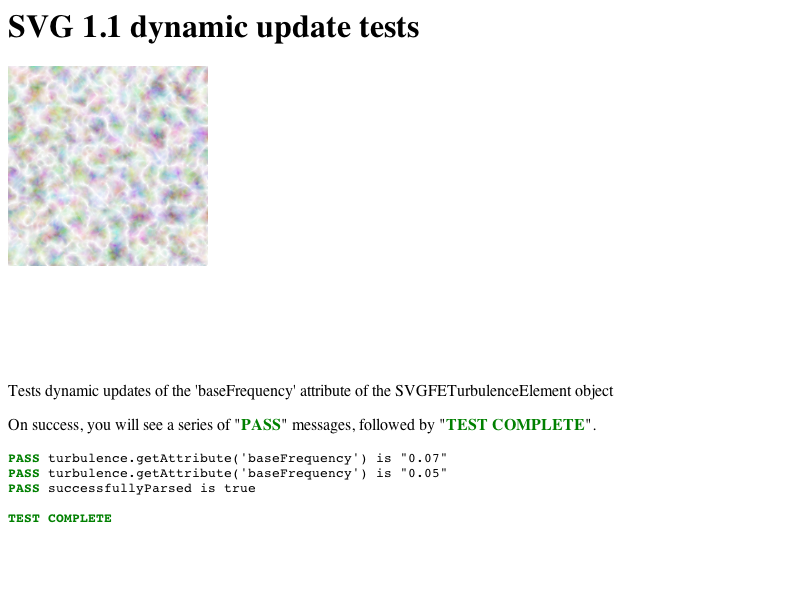 SVG 1.1 dynamic update tests
Tests dynamic updates of the 'baseFrequency' attribute of the SVGFETurbulenceElement object
On success, you will see a series of "PASS" messages, followed by "TEST COMPLETE".
PASS turbulence.getAttribute('baseFrequency') is "0.07"
PASS turbulence.getAttribute('baseFrequency') is "0.05"
PASS successfullyParsed is true
TEST COMPLETE